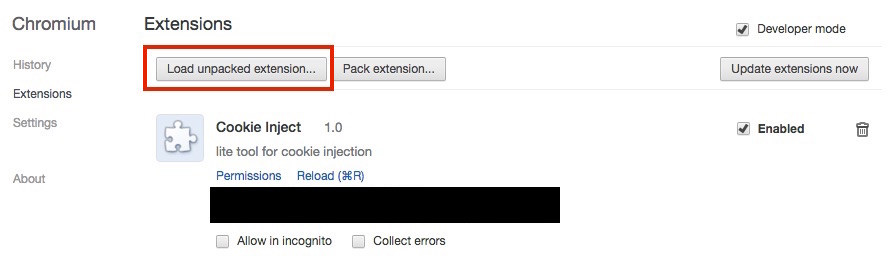 Chromium
Extensions
Developer mode
History
Extensions
Settings
About
Load unpacked extension...
Pack extension...
Update extensions now
Cookie Inject 1.0
Enabled
lite tool for cookie injection
Permissions Reload (⌘R)
Allow in incognito Collect errors